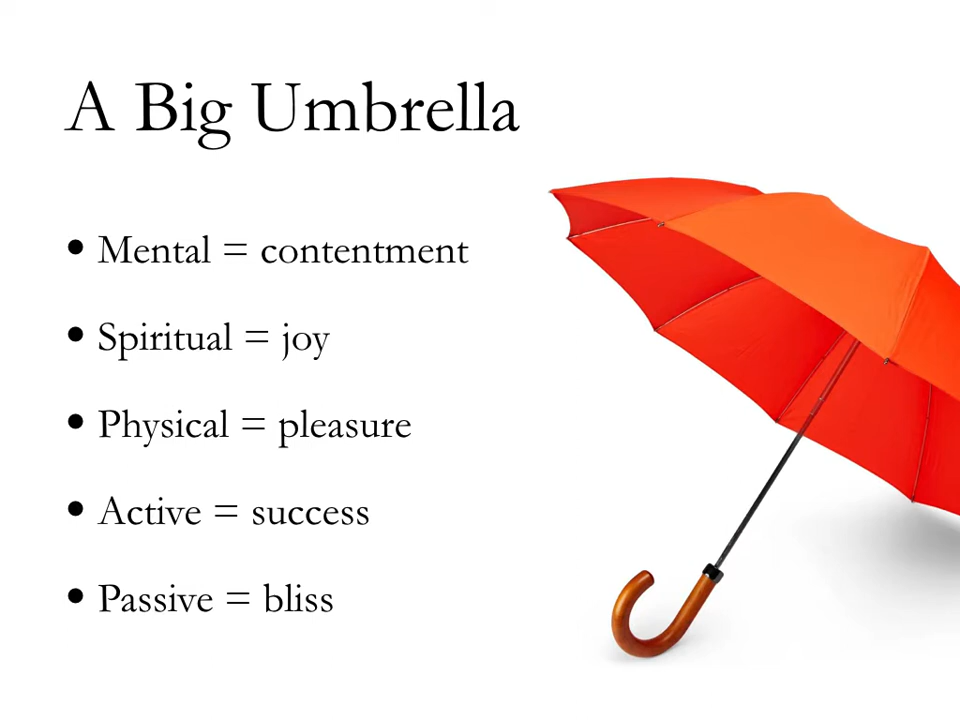 A Big Umbrella
• Mental = contentment
• Spiritual = joy
• Physical = pleasure
• Active = success
• Passive = bliss